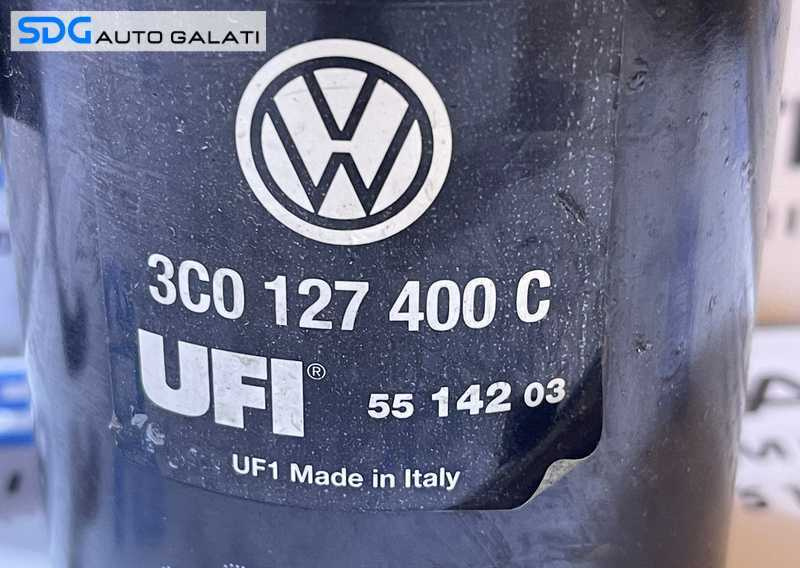 SDG AUTO GALATI
VW
3C0 127 400 C
UFI®
55 142 03
UF1 Made in Italy